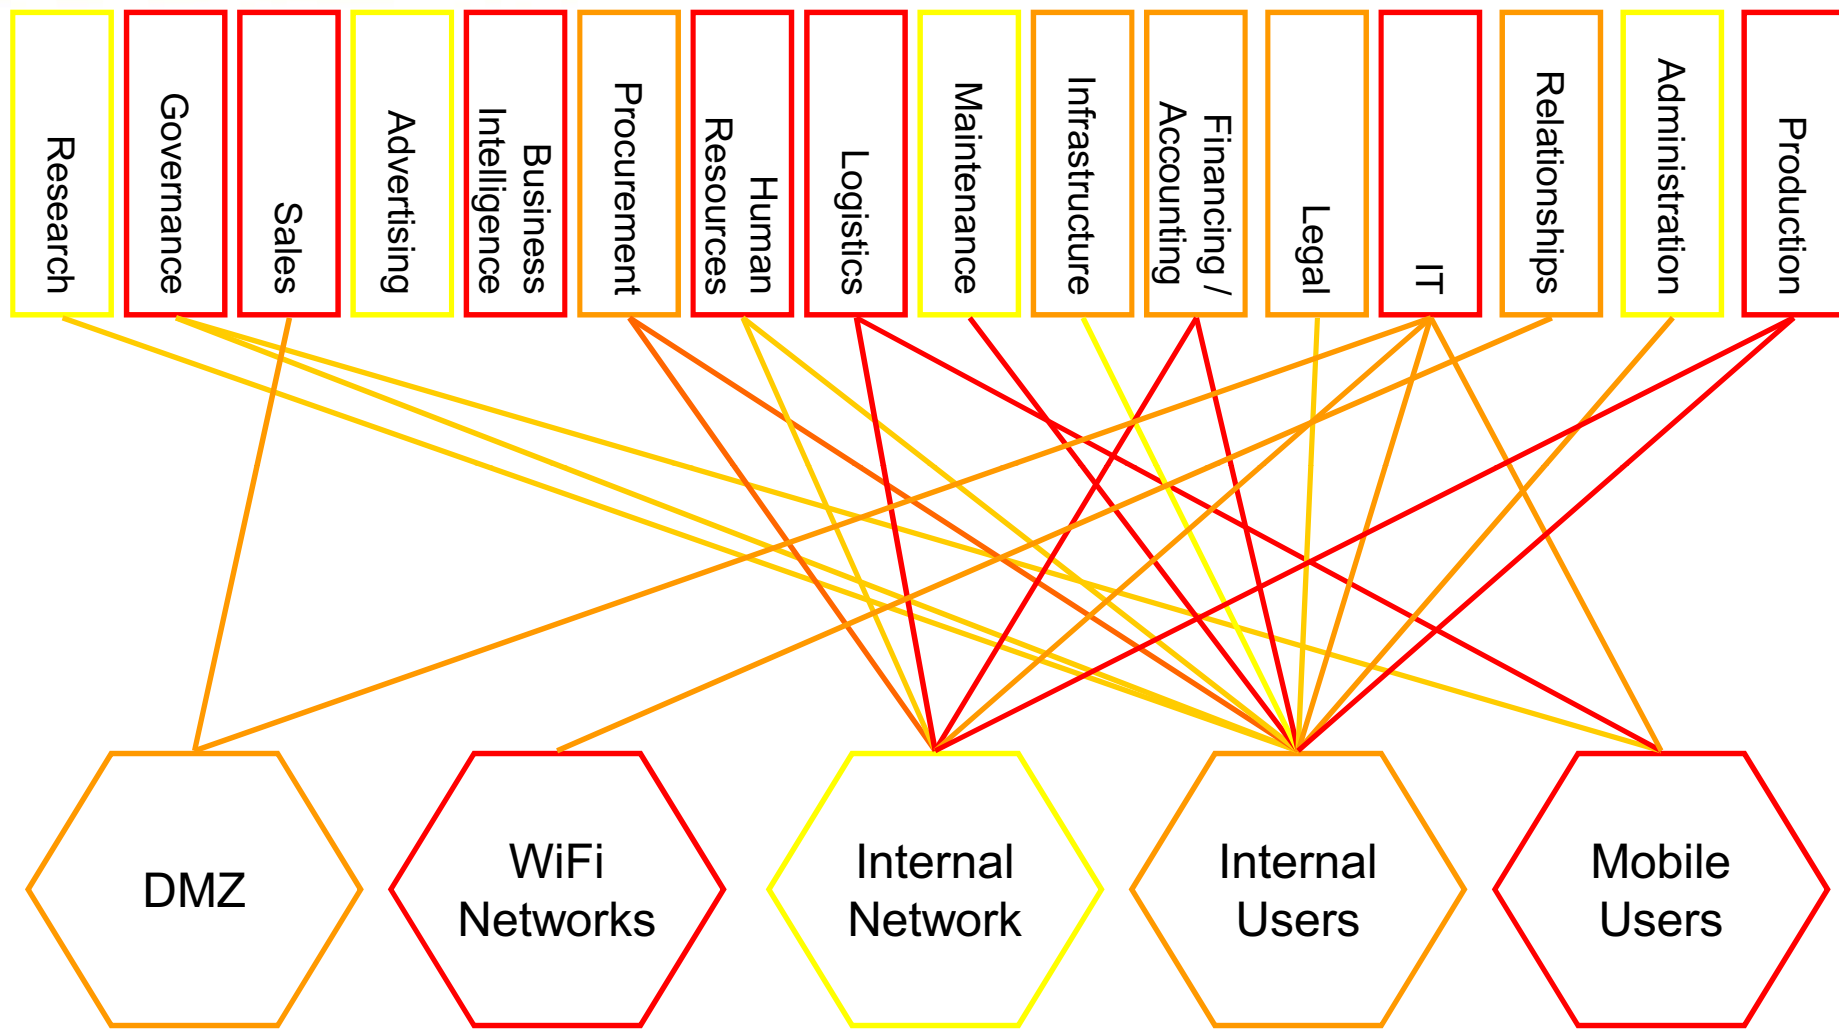 Research
Governance
Sales
Advertising
Business
Intelligence
Procurement
Human
Resources
Logistics
Maintenance
Infrastructure
Financing /
Accounting
Legal
IT
Relationships
Administration
Production
DMZ
WiFi
Networks
Internal
Network
Internal
Users
Mobile
Users